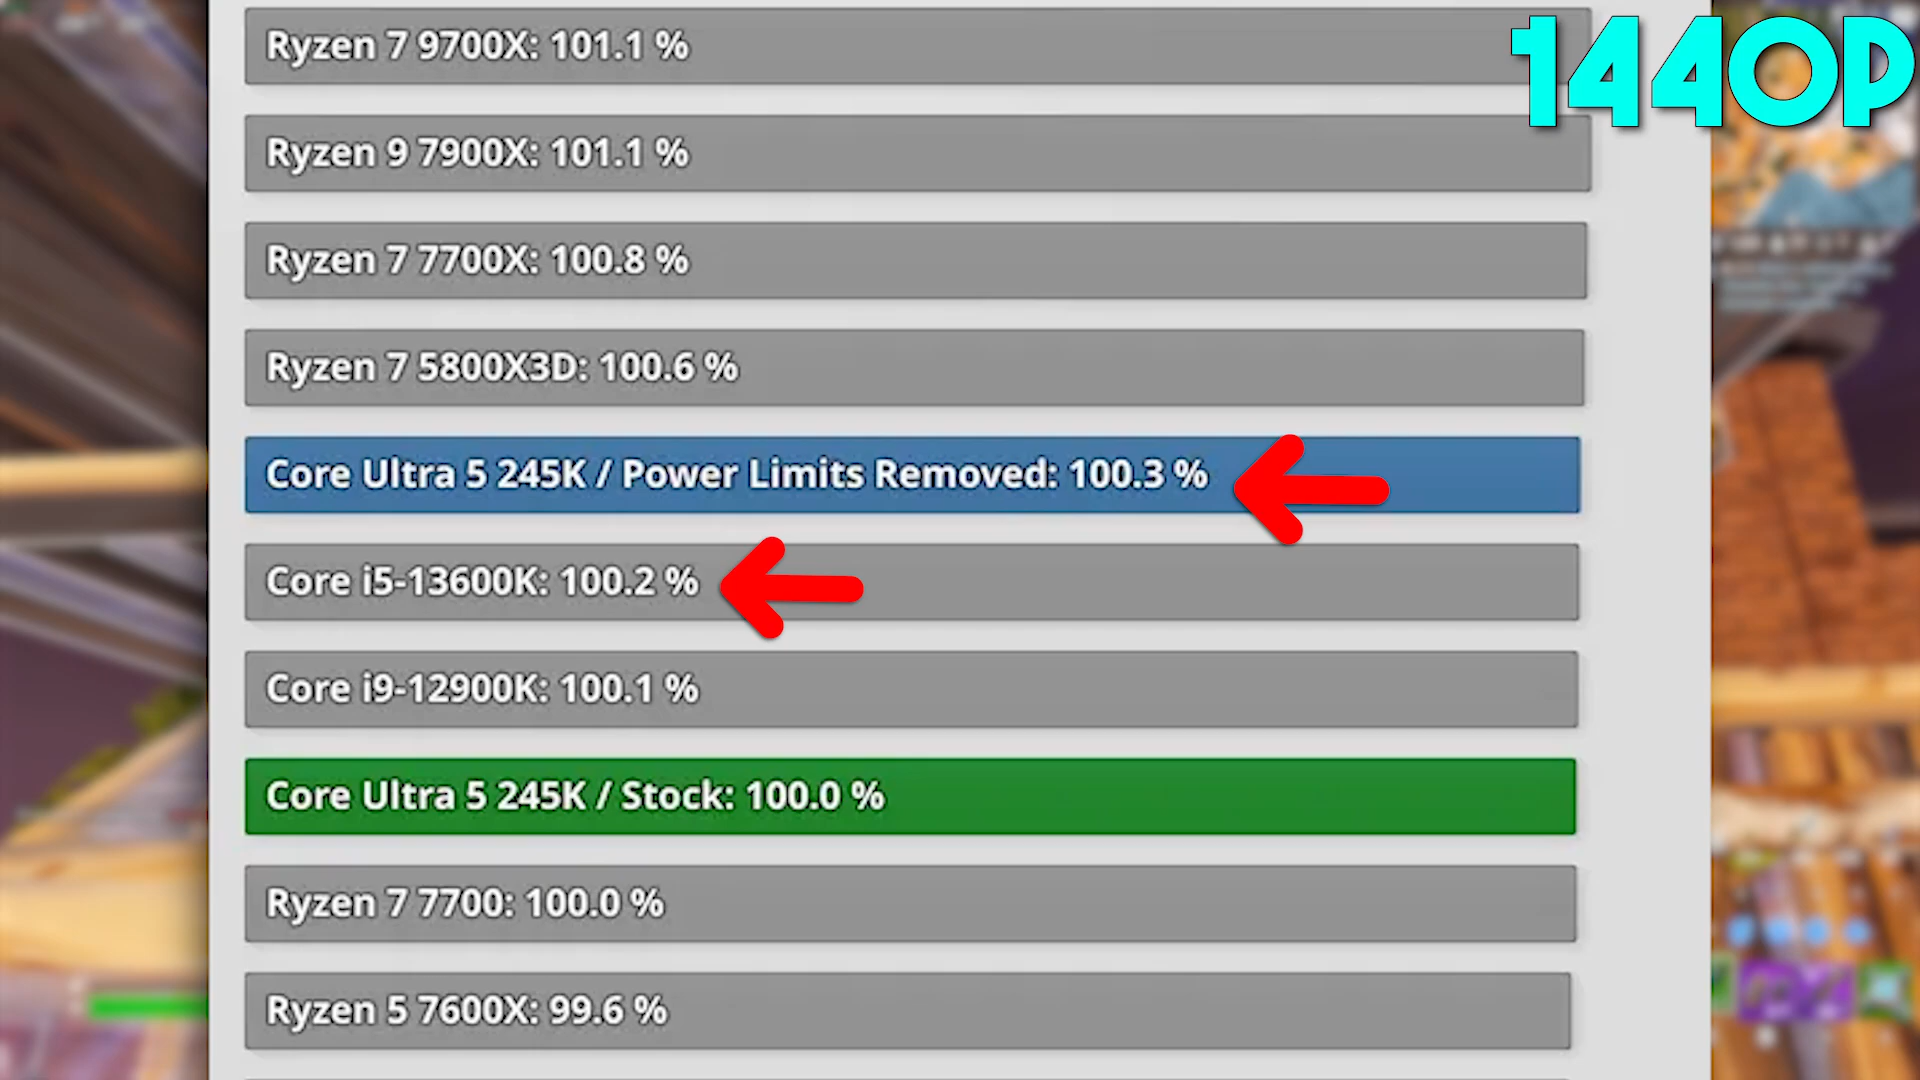 1440P
Ryzen 7 9700X: 101.1 %
Ryzen 9 7900X: 101.1 %
Ryzen 7 7700X: 100.8 %
Ryzen 7 5800X3D: 100.6 %
Core Ultra 5 245K / Power Limits Removed: 100.3 %
Core i5-13600K: 100.2 %
Core i9-12900K: 100.1 %
Core Ultra 5 245K / Stock: 100.0 %
Ryzen 7 7700: 100.0 %
Ryzen 5 7600X: 99.6 %